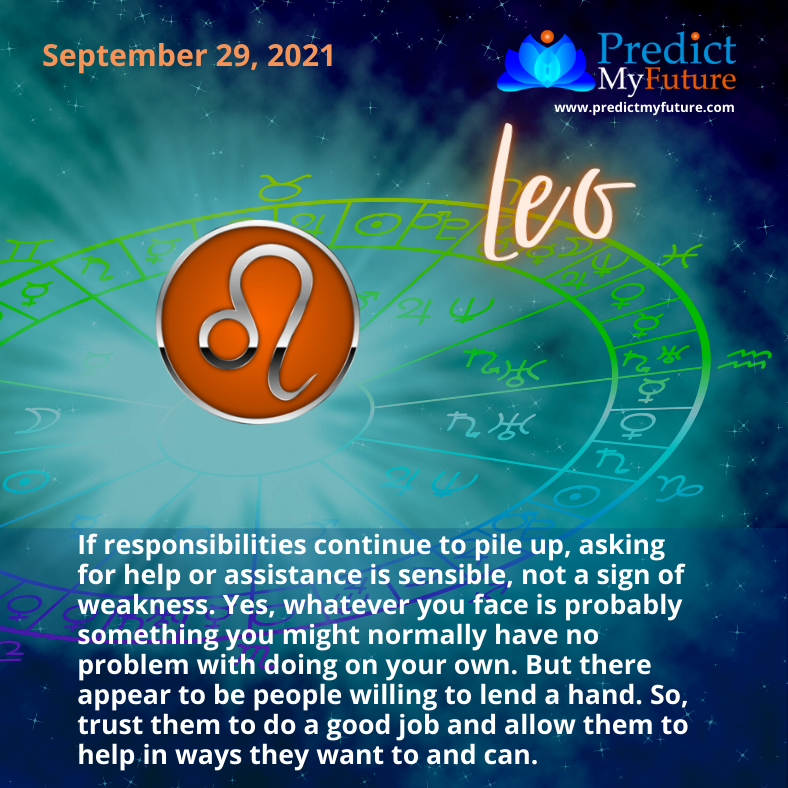 September 29, 2021
Predict
MyFuture
www.predictmyfuture.com
leo
If responsibilities continue to pile up, asking
for help or assistance is sensible, not a sign of
weakness. Yes, whatever you face is probably
something you might normally have no
problem with doing on your own. But there
appear to be people willing to lend a hand. So,
trust them to do a good job and allow them to
help in ways they want to and can.